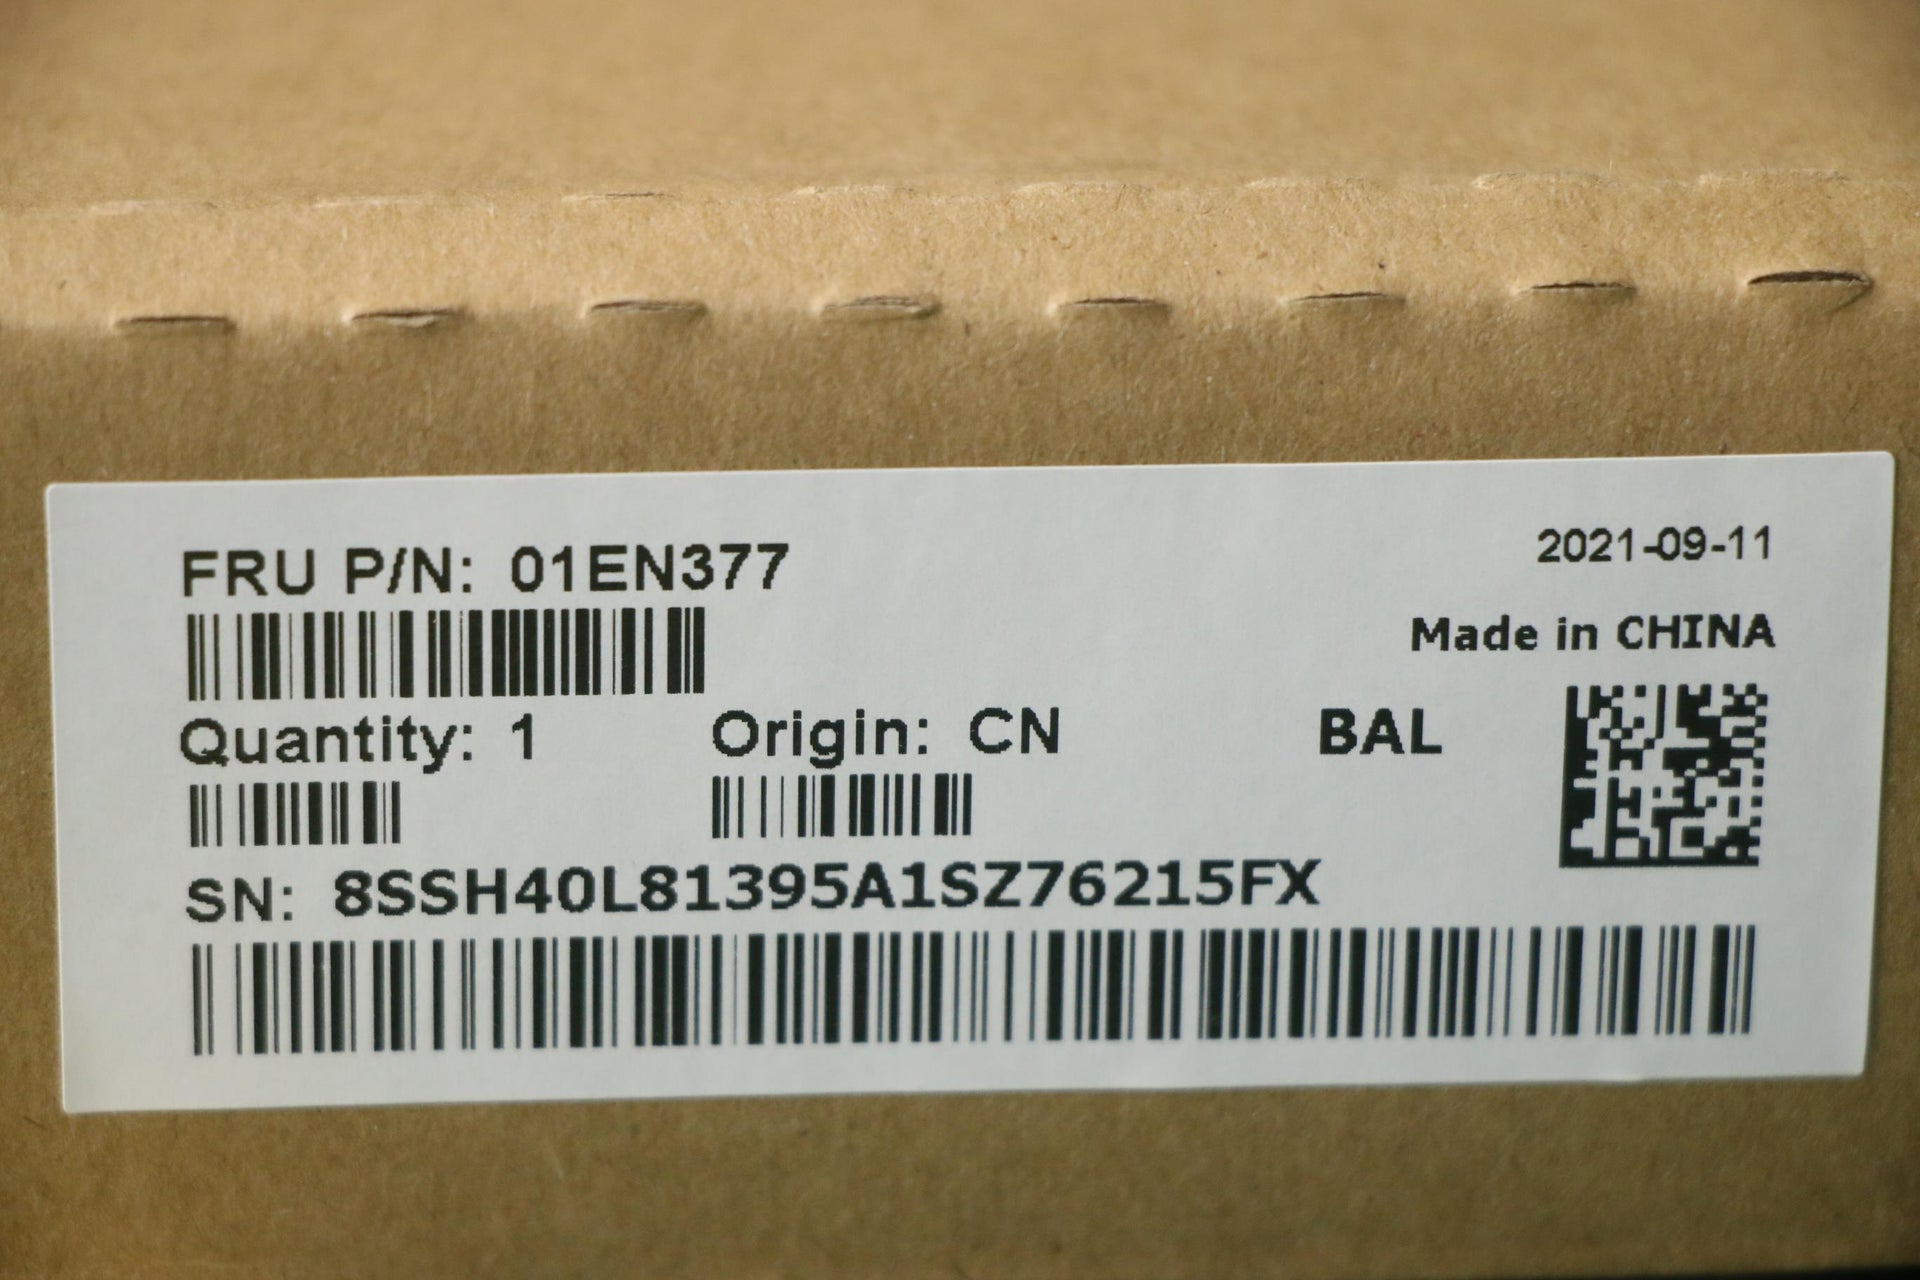 FRU P/N: 01EN377
2021-09-11
Made in CHINA
Quantity: 1 Origin: CN BAL
SN: 8SSH40L81395A1SZ76215FX